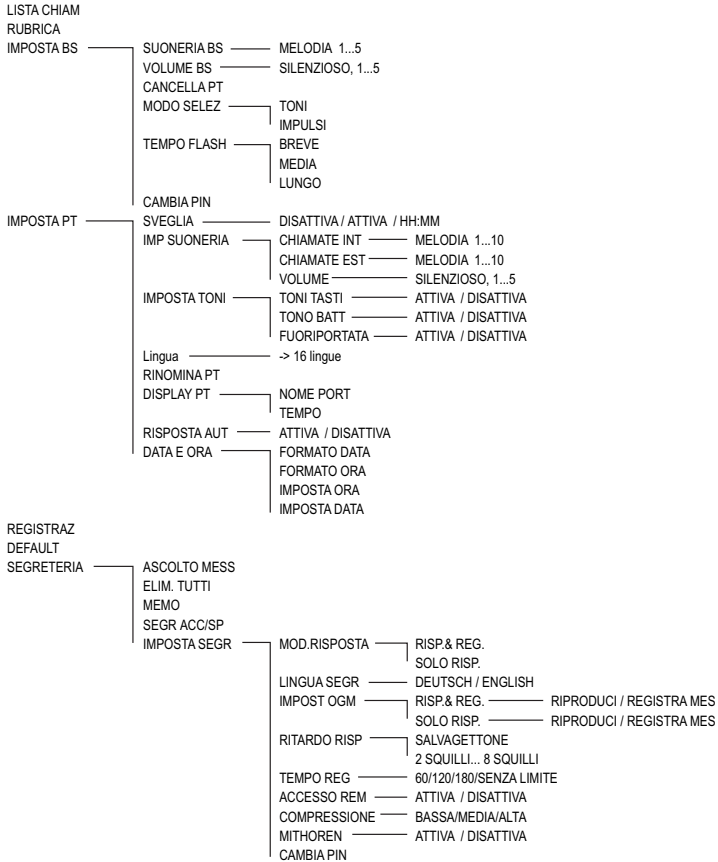 LISTA CHIAM
RUBRICA
IMPOSTA BS SUONERIA BS MELODIA 1...5
VOLUME BS SILENZIOSO, 1...5
CANCELLA PT
MODO SELEZ TONI
IMPULSI
TEMPO FLASH BREVE
MEDIA
LUNGO
CAMBIA PIN
IMPOSTA PT SVEGLIA DISATTIVA / ATTIVA / HH:MM
IMP SUONERIA CHIAMATE INT MELODIA 1...10
CHIAMATE EST MELODIA 1...10
VOLUME SILENZIOSO, 1...5
IMPOSTA TONI TONI TASTI ATTIVA / DISATTIVA
TONO BATT ATTIVA / DISATTIVA
FUORIPORTATA ATTIVA / DISATTIVA
Lingua -> 16 lingue
RINOMINA PT
DISPLAY PT NOME PORT
TEMPO
RISPOSTA AUT ATTIVA / DISATTIVA
DATA E ORA FORMATO DATA
FORMATO ORA
IMPOSTA ORA
IMPOSTA DATA
REGISTRAZ
DEFAULT
SEGRETERIA ASCOLTO MESS
ELIM. TUTTI
MEMO
SEGR ACC/SP
IMPOSTA SEGR MOD.RISPOSTA RISP.& REG.
SOLO RISP.
LINGUA SEGR DEUTSCH / ENGLISH
IMPOST OGM RISP.& REG. RIPRODUCI / REGISTRA MES
SOLO RISP. RIPRODUCI / REGISTRA MES
RITARDO RISP SALVAGETTONE
2 SQUILLI... 8 SQUILLI
TEMPO REG 60/120/180/SENZA LIMITE
ACCESSO REM ATTIVA / DISATTIVA
COMPRESSIONE BASSA/MEDIA/ALTA
MITHOREN ATTIVA / DISATTIVA
CAMBIA PIN